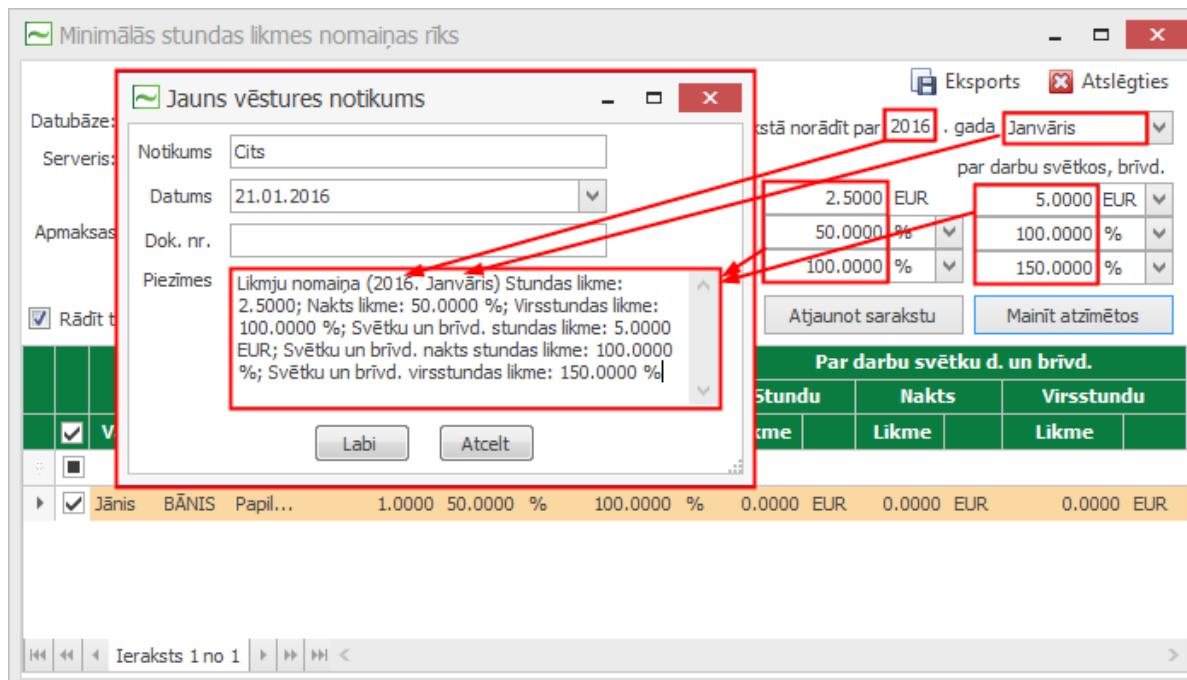 Minimālās stundas likmes nomaiņas rīks
Eksports Atslēgties
Datubāze:
norādīt par 2016 . gada Janvāris
Serveris:
par darbu svētkos, brīvd.
2.5000 EUR 5.0000 EUR
Apmaksas 50.0000 % 100.0000 %
100.0000 % 150.0000 %
Rādīt
Atjaunot sarakstu Mainīt atzīmētos
Jauns vēstures notikums
Notikums Cits
Datums 21.01.2016
Dok. nr.
Piezīmes
Likmju nomaiņa (2016. Janvāris) Stundas likme:
2.5000; Nakts likme: 50.0000 %; Virsstundas likme:
100.0000 %; Svētku un brīvd. stundas likme: 5.0000
EUR; Svētku un brīvd. nakts stundas likme: 100.0000
%; Svētku un brīvd. virsstundas likme: 150.0000 %
Labi Atcelt
Par darbu svētku d. un brīvd.
Stundu Nakts Virsstundu
Likme Likme
Jānis BĀNIS Papil... 1.0000 50.0000 % 100.0000 % 0.0000 EUR 0.0000 EUR 0.0000 EUR
Ieraksts 1 no 1